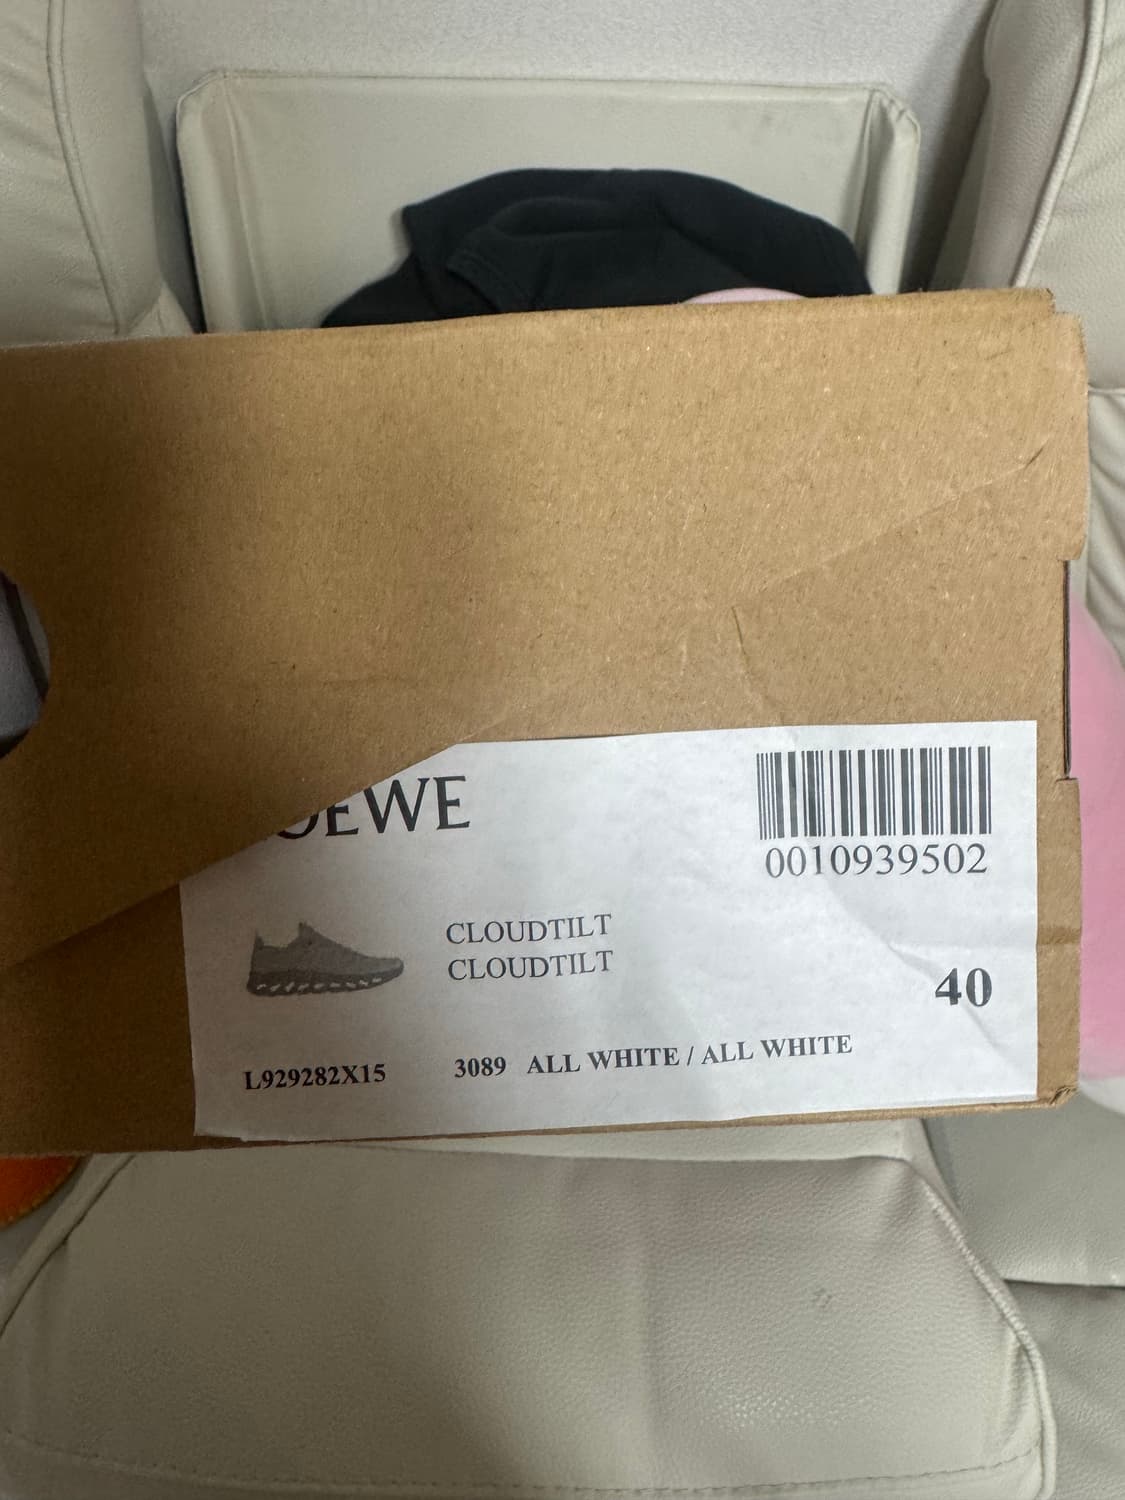 OEWE
0010939502
CLOUDTILT
CLOUDTILT
40
L929282X15 3089 ALL WHITE / ALL WHITE